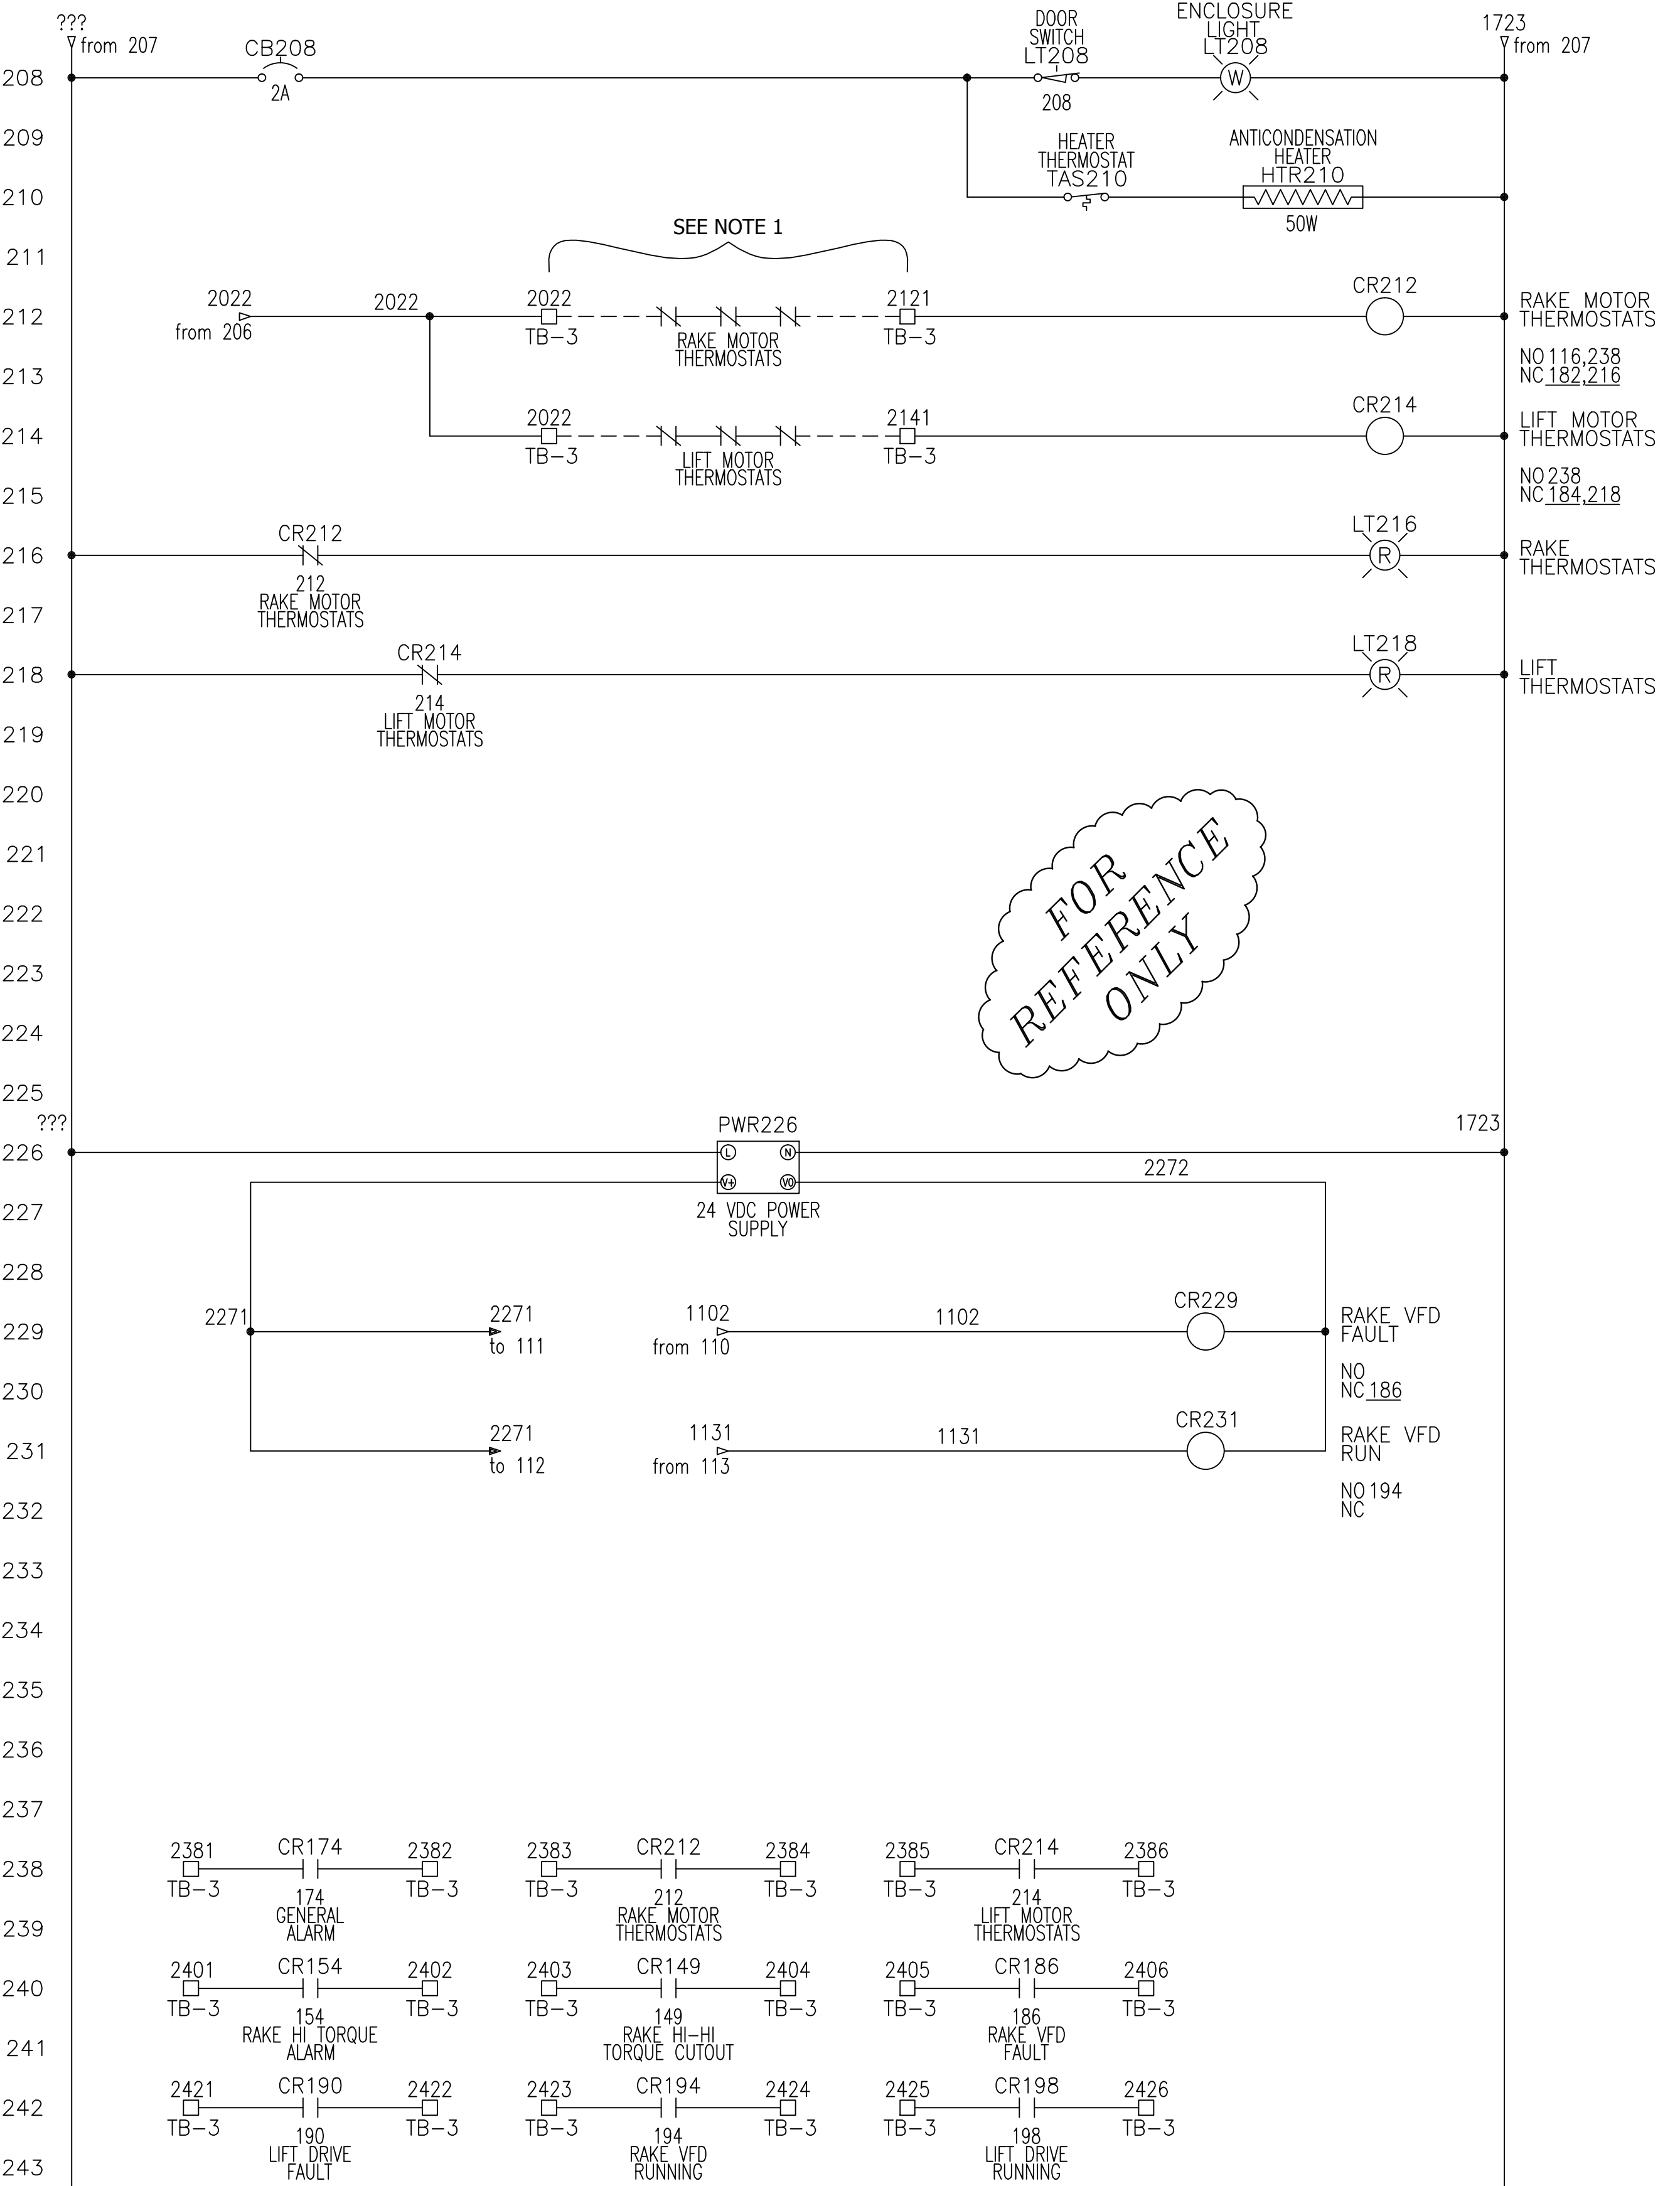 ???
from 207
CB208
DOOR
SWITCH
LT208
ENCLOSURE
LIGHT
LT208
1723
from 207
208
2A
208
W
209
HEATER
THERMOSTAT
TAS210
ANTICONDENSATION
HEATER
HTR210
210
50W
SEE NOTE 1
211
2022
from 206
2022
2022
TB-3
2121
TB-3
CR212
212
RAKE MOTOR
THERMOSTATS
RAKE MOTOR
THERMOSTATS
213
NO 116,238
NC 182,216
2022
TB-3
2141
TB-3
CR214
214
LIFT MOTOR
THERMOSTATS
LIFT MOTOR
THERMOSTATS
215
NO 238
NC 184,218
CR212
LT216
216
R
RAKE
THERMOSTATS
212
RAKE MOTOR
THERMOSTATS
217
CR214
LT218
218
R
LIFT
THERMOSTATS
214
LIFT MOTOR
THERMOSTATS
219
220
221
222
223
224
FOR
REFERENCE
ONLY
225
???
PWR226
1723
226
L
N
V+
V0
2272
227
24 VDC POWER
SUPPLY
228
2271
2271
to 111
1102
from 110
1102
CR229
229
RAKE VFD
FAULT
230
NO
NC 186
2271
to 112
1131
from 113
1131
CR231
231
RAKE VFD
RUN
232
NO 194
NC
233
234
235
236
237
2381
CR174
2382
2383
CR212
2384
2385
CR214
2386
238
TB-3
174
TB-3
TB-3
212
TB-3
TB-3
214
TB-3
239
GENERAL
ALARM
RAKE MOTOR
THERMOSTATS
LIFT MOTOR
THERMOSTATS
2401
CR154
2402
2403
CR149
2404
2405
CR186
2406
240
TB-3
154
TB-3
TB-3
149
TB-3
TB-3
186
TB-3
241
RAKE HI TORQUE
ALARM
RAKE HI-HI
TORQUE CUTOUT
RAKE VFD
FAULT
2421
CR190
2422
2423
CR194
2424
2425
CR198
2426
242
TB-3
190
TB-3
TB-3
194
TB-3
TB-3
198
TB-3
243
LIFT DRIVE
FAULT
RAKE VFD
RUNNING
LIFT DRIVE
RUNNING